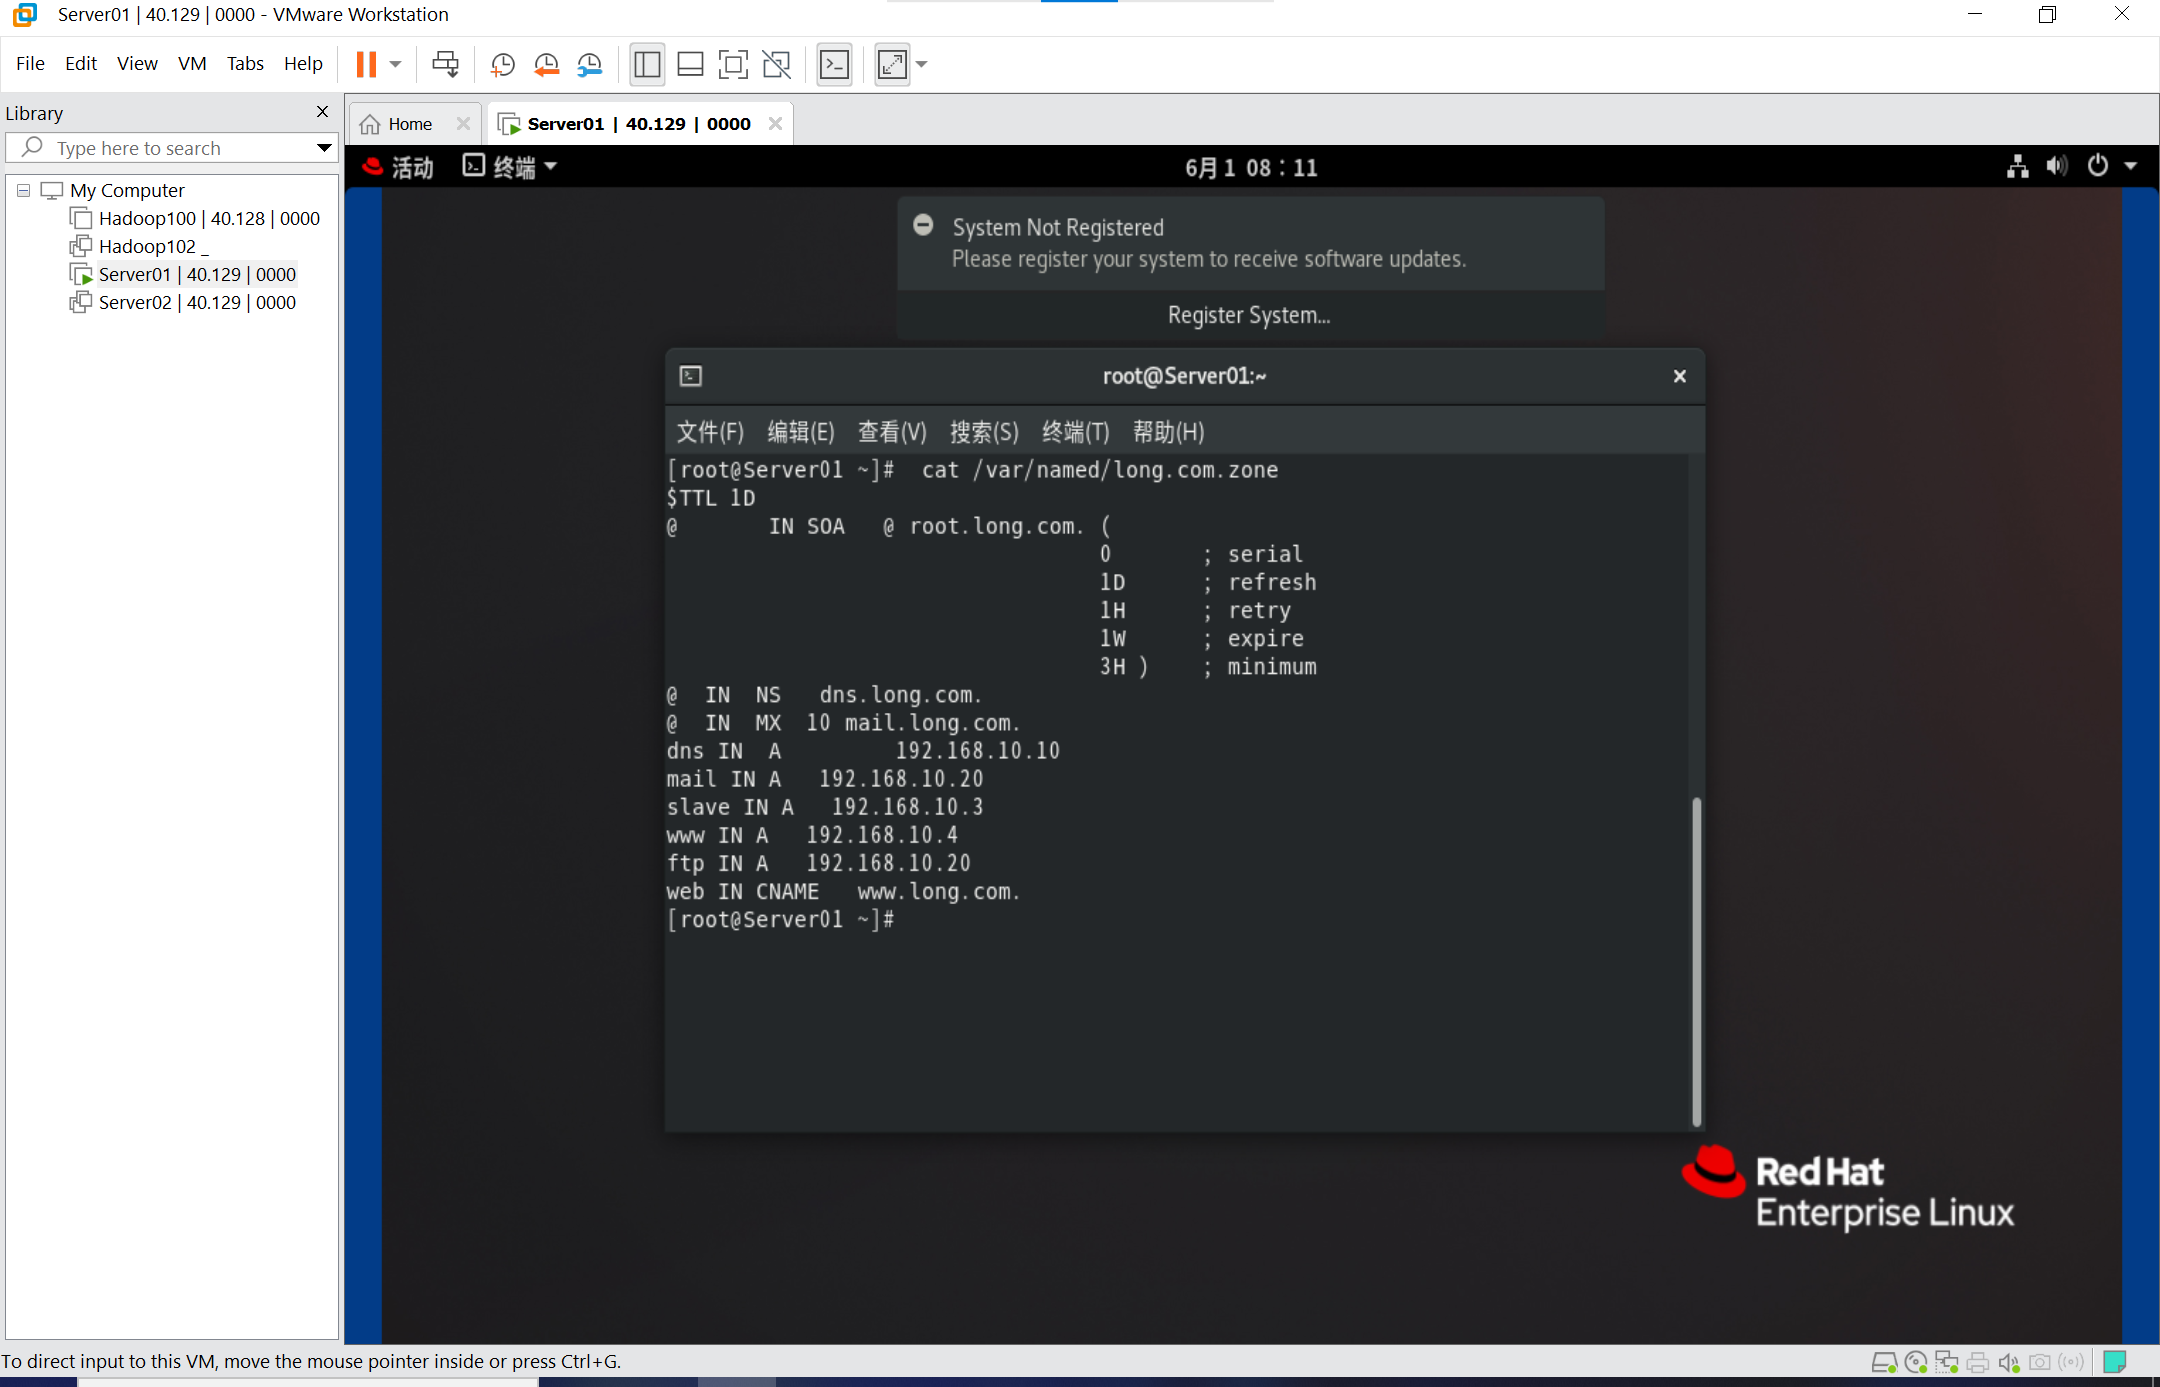 Server01 | 40.129 | 0000 - VMware Workstation
File Edit View VM Tabs Help
Library
Type here to search
My Computer
Hadoop100 | 40.128 | 0000
Hadoop102 _
Server01 | 40.129 | 0000
Server02 | 40.129 | 0000
Home
Server01 | 40.129 | 0000
活动 终端 6月 1 08：11
System Not Registered
Please register your system to receive software updates.
Register System...
root@Server01:~
文件(F) 编辑(E) 查看(V) 搜索(S) 终端(T) 帮助(H)
[root@Server01 ~]#  cat /var/named/long.com.zone
$TTL 1D
@       IN SOA   @ root.long.com. (
                                  0       ; serial
                                  1D      ; refresh
                                  1H      ; retry
                                  1W      ; expire
                                  3H )    ; minimum
@  IN  NS   dns.long.com.
@  IN  MX  10 mail.long.com.
dns IN  A         192.168.10.10
mail IN A   192.168.10.20
slave IN A   192.168.10.3
www IN A   192.168.10.4
ftp IN A   192.168.10.20
web IN CNAME   www.long.com.
[root@Server01 ~]#
Red Hat
Enterprise Linux
To direct input to this VM, move the mouse pointer inside or press Ctrl+G.